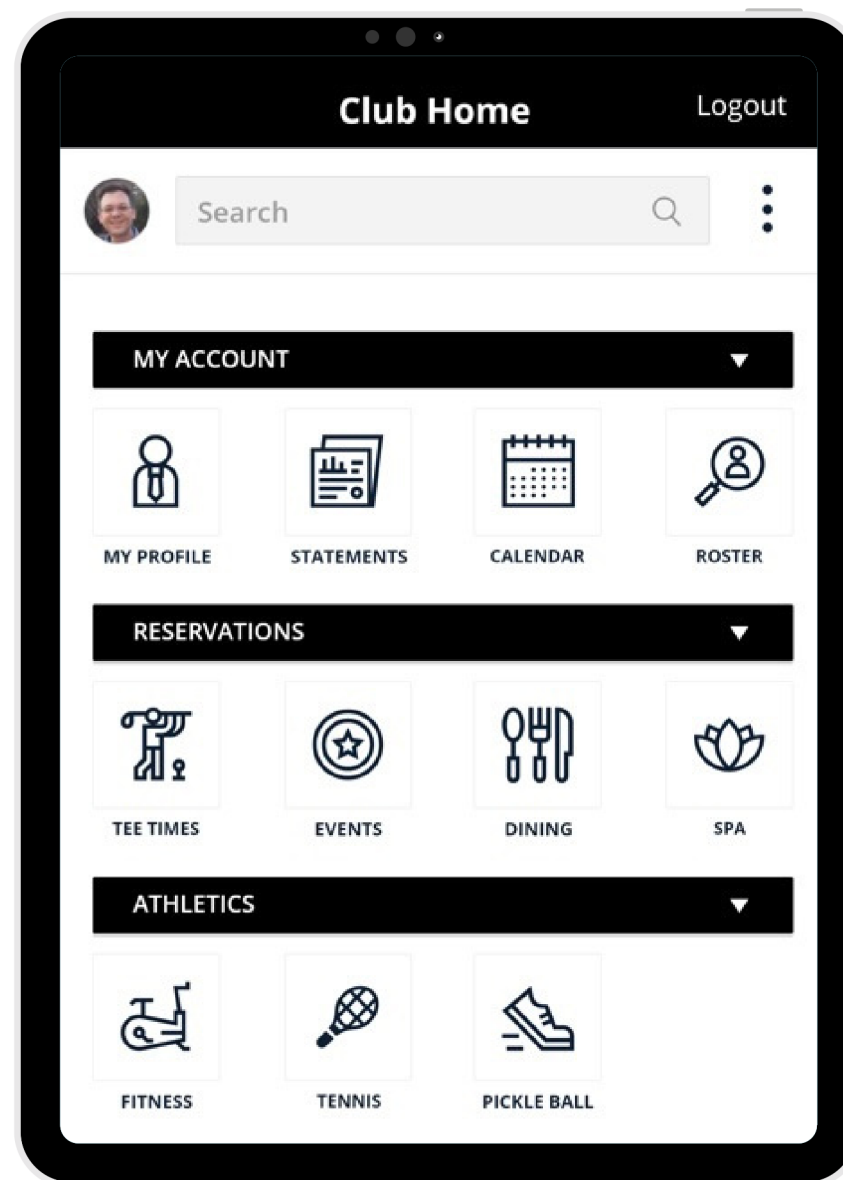 Club Home
Logout
Search
MY ACCOUNT
MY PROFILE
STATEMENTS
CALENDAR
ROSTER
RESERVATIONS
TEE TIMES
EVENTS
DINING
SPA
ATHLETICS
FITNESS
TENNIS
PICKLE BALL